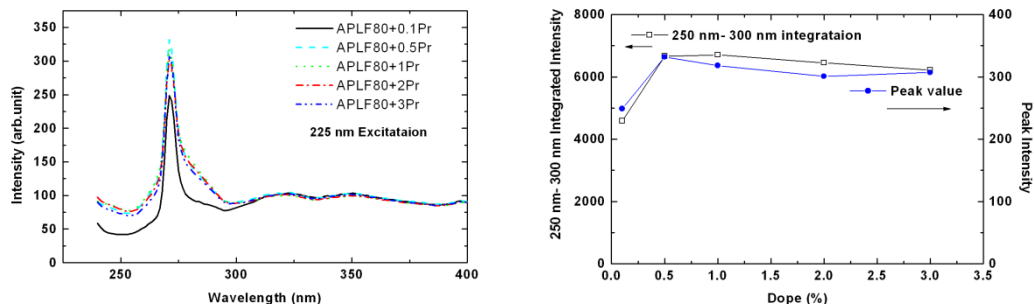 350
300
250
200
150
100
50
0
Intensity (arb.unit)
APLF80+0.1Pr
APLF80+0.5Pr
APLF80+1Pr
APLF80+2Pr
APLF80+3Pr
225 nm Excitataion
250
300
350
400
Wavelength (nm)
8000
6000
4000
2000
0
250 nm- 300 nm Integrated Intensity
250 nm- 300 nm integrataion
Peak value
400
300
200
100
0
Peak Intensity
0.0
0.5
1.0
1.5
2.0
2.5
3.0
3.5
Dope (%)